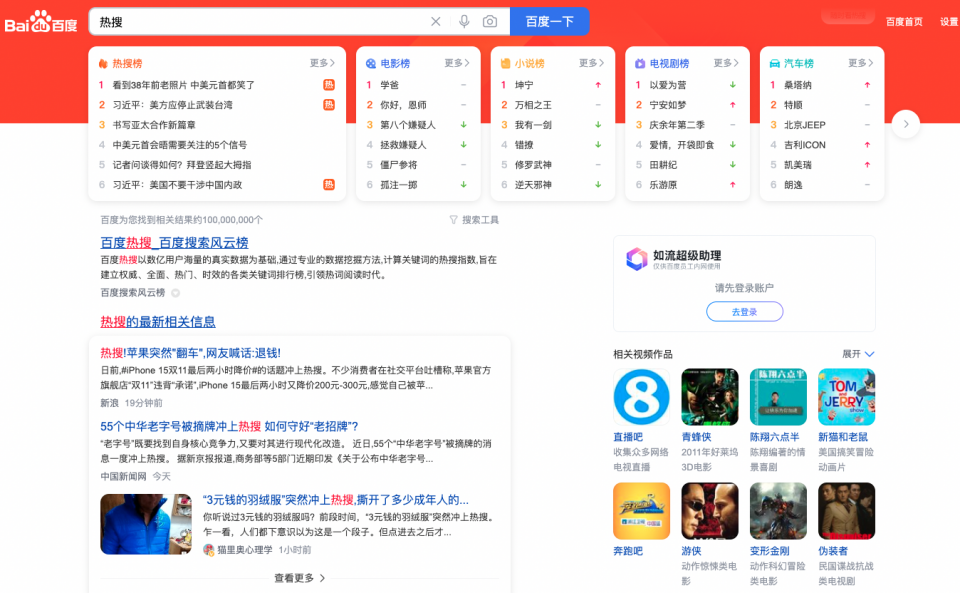 Bai du 百度
热搜
百度一下
百度首页 设置
热搜榜 更多
1 看到38年前老照片 中美元首都笑了 热
2 习近平：美方应停止武装台湾 热
3 书写亚太合作新篇章
4 中美元首会晤需要关注的5个信号
5 记者问谈得如何？拜登竖起大拇指
6 习近平：美国不要干涉中国内政 热
电影榜 更多
1 学爸
2 你好，恩师
3 第八个嫌疑人
4 拯救嫌疑人
5 僵尸参将
6 孤注一掷
小说榜 更多
1 坤宁
2 万相之王
3 我有一剑
4 错撩
5 修罗武神
6 逆天邪神
电视剧榜 更多
1 以爱为营
2 宁安如梦
3 庆余年第二季
4 爱情，开袋即食
5 田耕纪
6 乐游原
汽车榜 更多
1 桑塔纳
2 特顺
3 北京JEEP
4 吉利ICON
5 凯美瑞
6 朗逸
百度为您找到相关结果约100,000,000个
搜索工具
百度热搜_百度搜索风云榜
百度热搜以数亿用户海量的真实数据为基础,通过专业的数据挖掘方法,计算关键词的热搜指数,旨在
建立权威、全面、热门、时效的各类关键词排行榜,引领热词阅读时代。
百度搜索风云榜
热搜的最新相关信息
热搜!苹果突然"翻车",网友喊话:退钱!
日前,#iPhone 15双11最后两小时降价#的话题冲上热搜。不少消费者在社交平台吐槽称,苹果官方
旗舰店"双11"违背"承诺",iPhone 15最后两小时又降价200元-300元,感觉自己被苹...
新浪 19分钟前
55个中华老字号被摘牌冲上热搜 如何守好“老招牌”?
“老字号”既要找到自身核心竞争力,又要对其进行现代化改造。 近日,55个“中华老字号”被摘牌的消
息一度冲上热搜。 据新京报报道,商务部等5部门近期印发《关于公布中华老字号...
中国新闻网 今天
“3元钱的羽绒服”突然冲上热搜,撕开了多少成年人的...
你听说过3元钱的羽绒服吗? 前段时间，“3元钱的羽绒服”突然冲上热搜。
乍一看，人们都下意识以为这是一个段子。但点进去之后才...
猫里奥心理学 1小时前
查看更多
如流超级助理
仅供百度员工内网使用
请先登录账户
去登录
相关视频作品 展开
8
陈翔六点半
TOM
AND
JERRY
show
直播吧
收集众多网络
电视直播
青蜂侠
2011年好莱坞
3D电影
陈翔六点半
陈翔编著的情
景喜剧
新猫和老鼠
美国搞笑冒险
动画片
奔跑吧
游侠
动作惊悚类电
影
变形金刚
动作科幻冒险
类电影
伪装者
民国谍战抗战
类电视剧